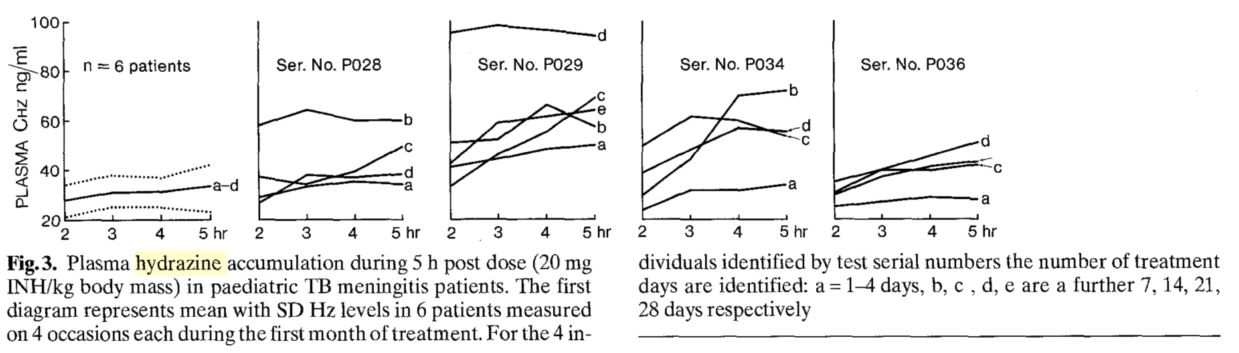 100
80
60
40
20
PLASMA CHZ ng/ml
n = 6 patients
a–d
2 3 4 5 hr
Ser. No. P028
b
c
d
a
2 3 4 5 hr
Ser. No. P029
d
c
e
b
a
2 3 4 5 hr
Ser. No. P034
b
d
c
a
2 3 4 5 hr
Ser. No. P036
d
c
a
2 3 4 5 hr
Fig. 3. Plasma hydrazine accumulation during 5 h post dose (20 mg
INH/kg body mass) in paediatric TB meningitis patients. The first
diagram represents mean with SD Hz levels in 6 patients measured
on 4 occasions each during the first month of treatment. For the 4 in-
dividuals identified by test serial numbers the number of treatment
days are identified: a = 1–4 days, b, c , d, e are a further 7, 14, 21,
28 days respectively